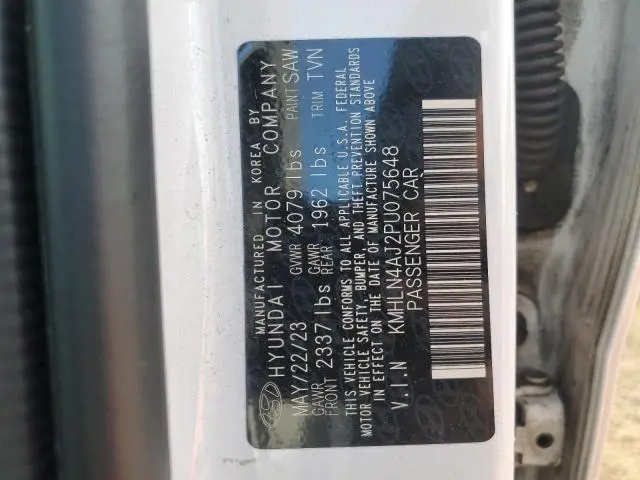 MANUFACTURED IN KOREA BY
HYUNDAI MOTOR COMPANY
MAY/22/23 GVWR 4079 lbs PAINT SAW
GAWR FRONT 2337 lbs GAWR REAR 1962 lbs TRIM TVN
THIS VEHICLE CONFORMS TO ALL APPLICABLE U.S.A. FEDERAL
MOTOR VEHICLE SAFETY, BUMPER, AND THEFT PREVENTION STANDARDS
IN EFFECT ON THE DATE OF MANUFACTURE SHOWN ABOVE
V.I.N KMHLN4AJ2PU075648
PASSENGER CAR